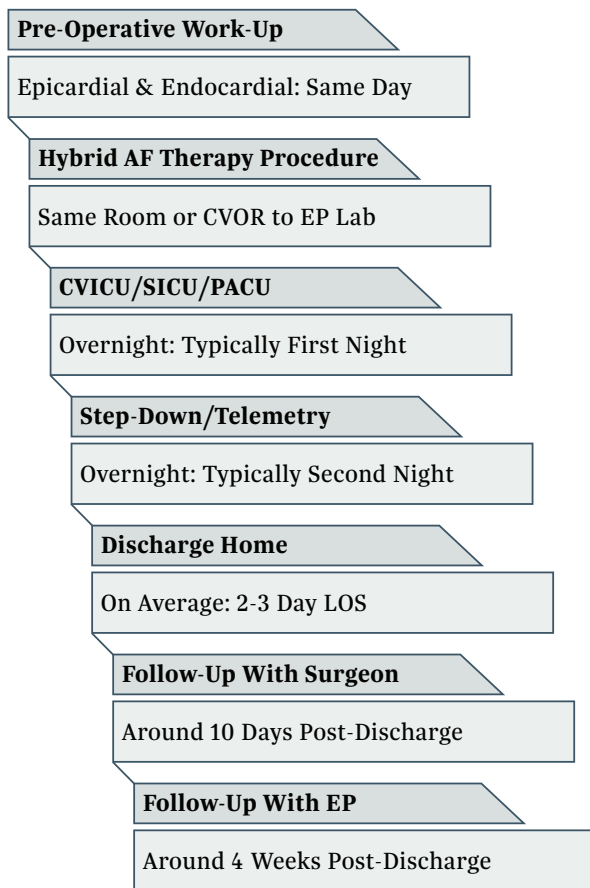 Pre-Operative Work-Up
Epicardial & Endocardial: Same Day
Hybrid AF Therapy Procedure
Same Room or CVOR to EP Lab
CVICU/SICU/PACU
Overnight: Typically First Night
Step-Down/Telemetry
Overnight: Typically Second Night
Discharge Home
On Average: 2-3 Day LOS
Follow-Up With Surgeon
Around 10 Days Post-Discharge
Follow-Up With EP
Around 4 Weeks Post-Discharge